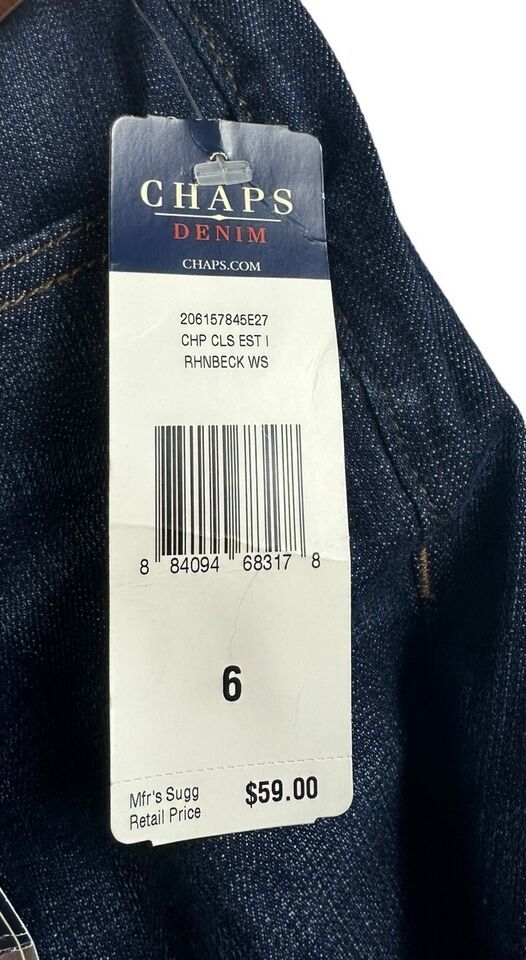 CHAPS
DENIM
CHAPS.COM
206157845E27
CHP CLS EST I
RHNBECK WS
8 84094 68317 8
6
Mfr's Sugg
Retail Price $59.00